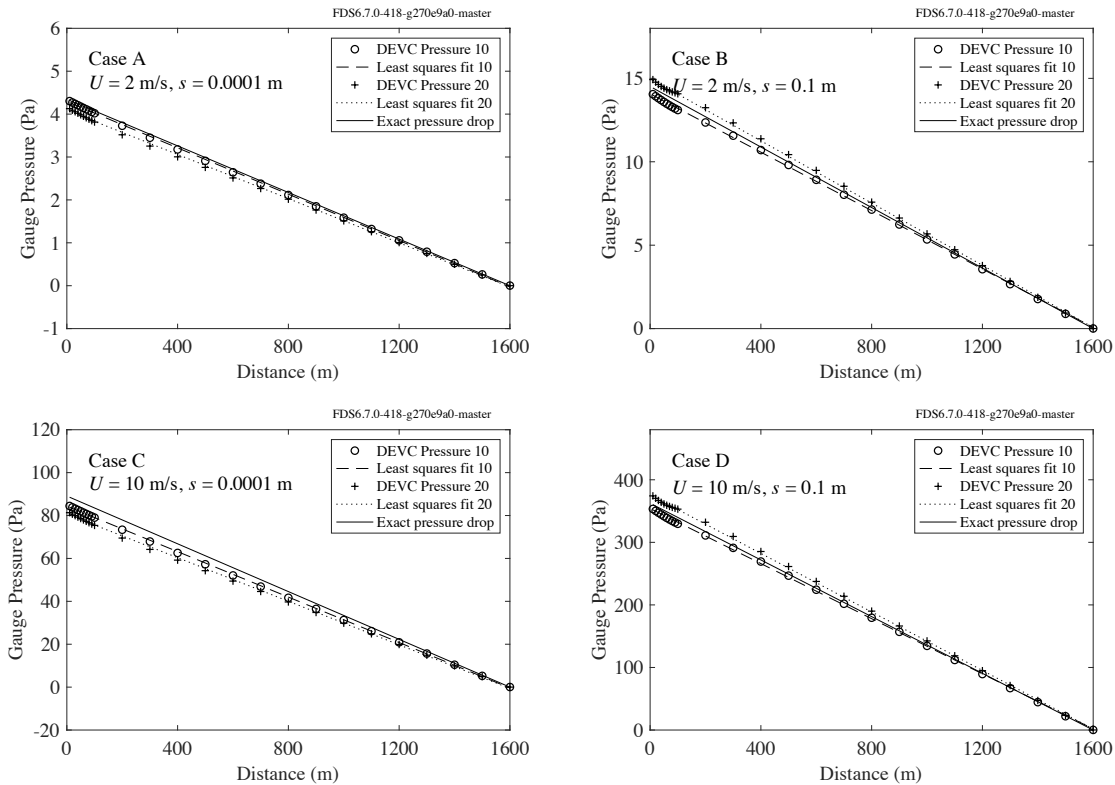 FDS6.7.0-418-g270e9a0-master
Case A
U = 2 m/s, s = 0.0001 m
DEVC Pressure 10
Least squares fit 10
DEVC Pressure 20
Least squares fit 20
Exact pressure drop
Gauge Pressure (Pa)
6
5
4
3
2
1
0
-1
0 400 800 1200 1600
Distance (m)
FDS6.7.0-418-g270e9a0-master
Case B
U = 2 m/s, s = 0.1 m
DEVC Pressure 10
Least squares fit 10
DEVC Pressure 20
Least squares fit 20
Exact pressure drop
Gauge Pressure (Pa)
15
10
5
0
0 400 800 1200 1600
Distance (m)
FDS6.7.0-418-g270e9a0-master
Case C
U = 10 m/s, s = 0.0001 m
DEVC Pressure 10
Least squares fit 10
DEVC Pressure 20
Least squares fit 20
Exact pressure drop
Gauge Pressure (Pa)
120
100
80
60
40
20
0
-20
0 400 800 1200 1600
Distance (m)
FDS6.7.0-418-g270e9a0-master
Case D
U = 10 m/s, s = 0.1 m
DEVC Pressure 10
Least squares fit 10
DEVC Pressure 20
Least squares fit 20
Exact pressure drop
Gauge Pressure (Pa)
400
300
200
100
0
0 400 800 1200 1600
Distance (m)